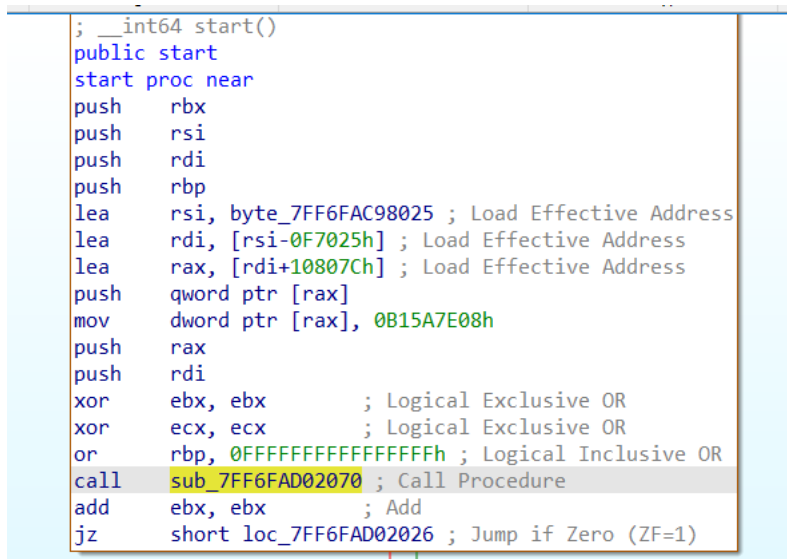 ; __int64 start()
public start
start proc near
push rbx
push rsi
push rdi
push rbp
lea rsi, byte_7FF6FAC98025 ; Load Effective Address
lea rdi, [rsi-0F7025h] ; Load Effective Address
lea rax, [rdi+10807Ch] ; Load Effective Address
push qword ptr [rax]
mov dword ptr [rax], 0B15A7E08h
push rax
push rdi
xor ebx, ebx ; Logical Exclusive OR
xor ecx, ecx ; Logical Exclusive OR
or rbp, 0FFFFFFFFFFFFFFFFh ; Logical Inclusive OR
call sub_7FF6FAD02070 ; Call Procedure
add ebx, ebx ; Add
jz short loc_7FF6FAD02026 ; Jump if Zero (ZF=1)